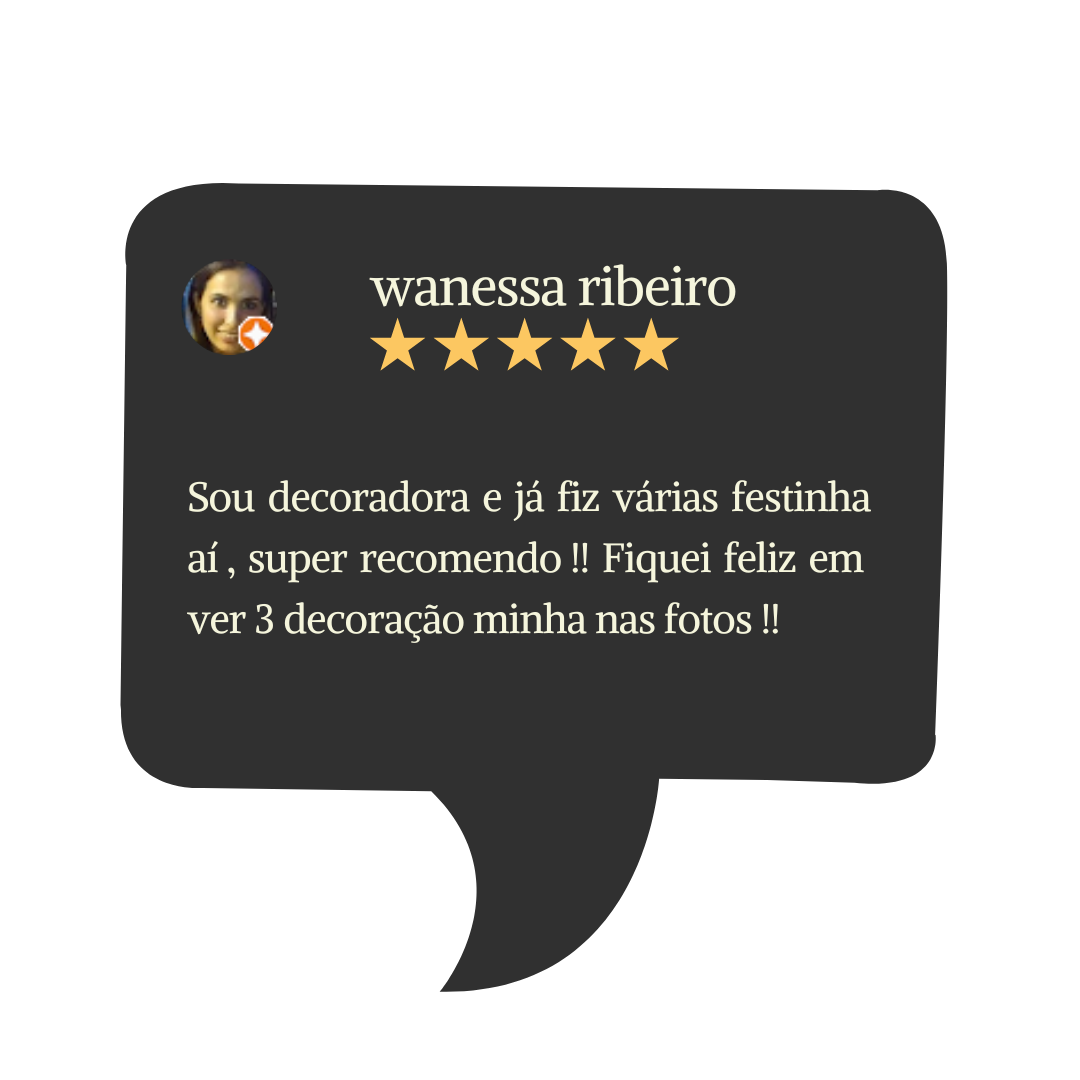 wanessa ribeiro
Sou decoradora e já fiz várias festinha
aí , super recomendo !! Fiquei feliz em
ver 3 decoração minha nas fotos !!